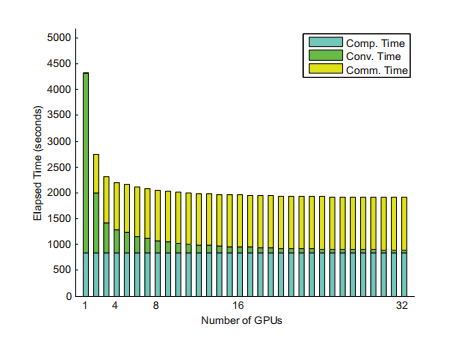 5000
4500
4000
3500
3000
2500
2000
1500
1000
500
0
Elapsed Time (seconds)
Comp. Time
Conv. Time
Comm. Time
1 4 8 16 32
Number of GPUs